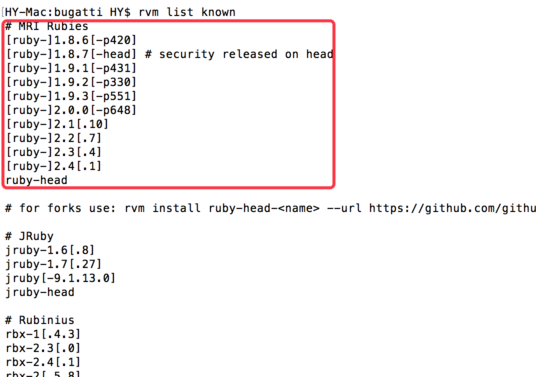 HY-Mac:bugatti HY$ rvm list known
# MRI Rubies
[ruby-]1.8.6[-p420]
[ruby-]1.8.7[-head] # security released on head
[ruby-]1.9.1[-p431]
[ruby-]1.9.2[-p330]
[ruby-]1.9.3[-p551]
[ruby-]2.0.0[-p648]
[ruby-]2.1[.10]
[ruby-]2.2[.7]
[ruby-]2.3[.4]
[ruby-]2.4[.1]
ruby-head
# for forks use: rvm install ruby-head-<name> --url https://github.com/githu
# JRuby
jruby-1.6[.8]
jruby-1.7[.27]
jruby[-9.1.13.0]
jruby-head
# Rubinius
rbx-1[.4.3]
rbx-2.3[.0]
rbx-2.4[.1]
rbx-2[.5.8]